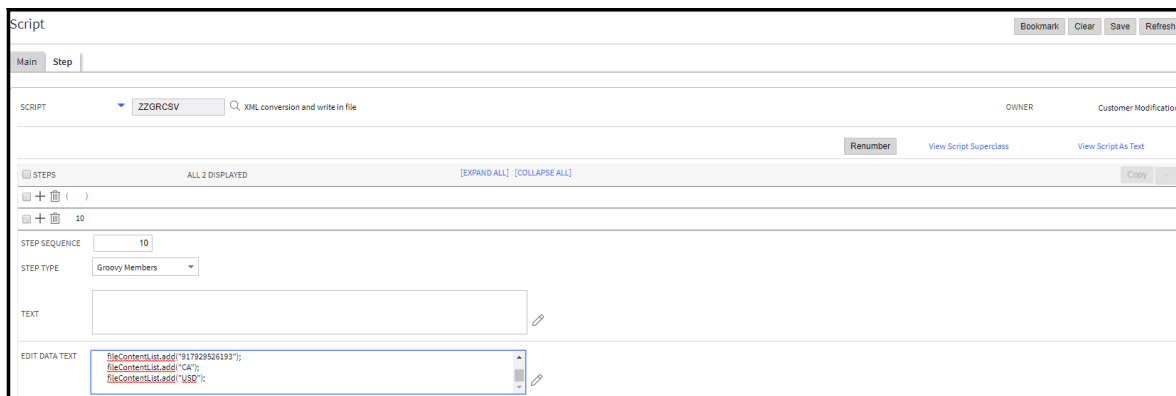 Script
Bookmark Clear Save Refresh
Main Step
SCRIPT ZZGRCSV XML conversion and write in file OWNER Customer Modification
Renumber View Script Superclass View Script As Text
STEPS ALL 2 DISPLAYED [EXPAND ALL] [COLLAPSE ALL] Copy
( )
10
STEP SEQUENCE 10
STEP TYPE Groovy Members
TEXT
EDIT DATA TEXT fileContentList.add("917929526193");
fileContentList.add("CA");
fileContentList.add("USD");